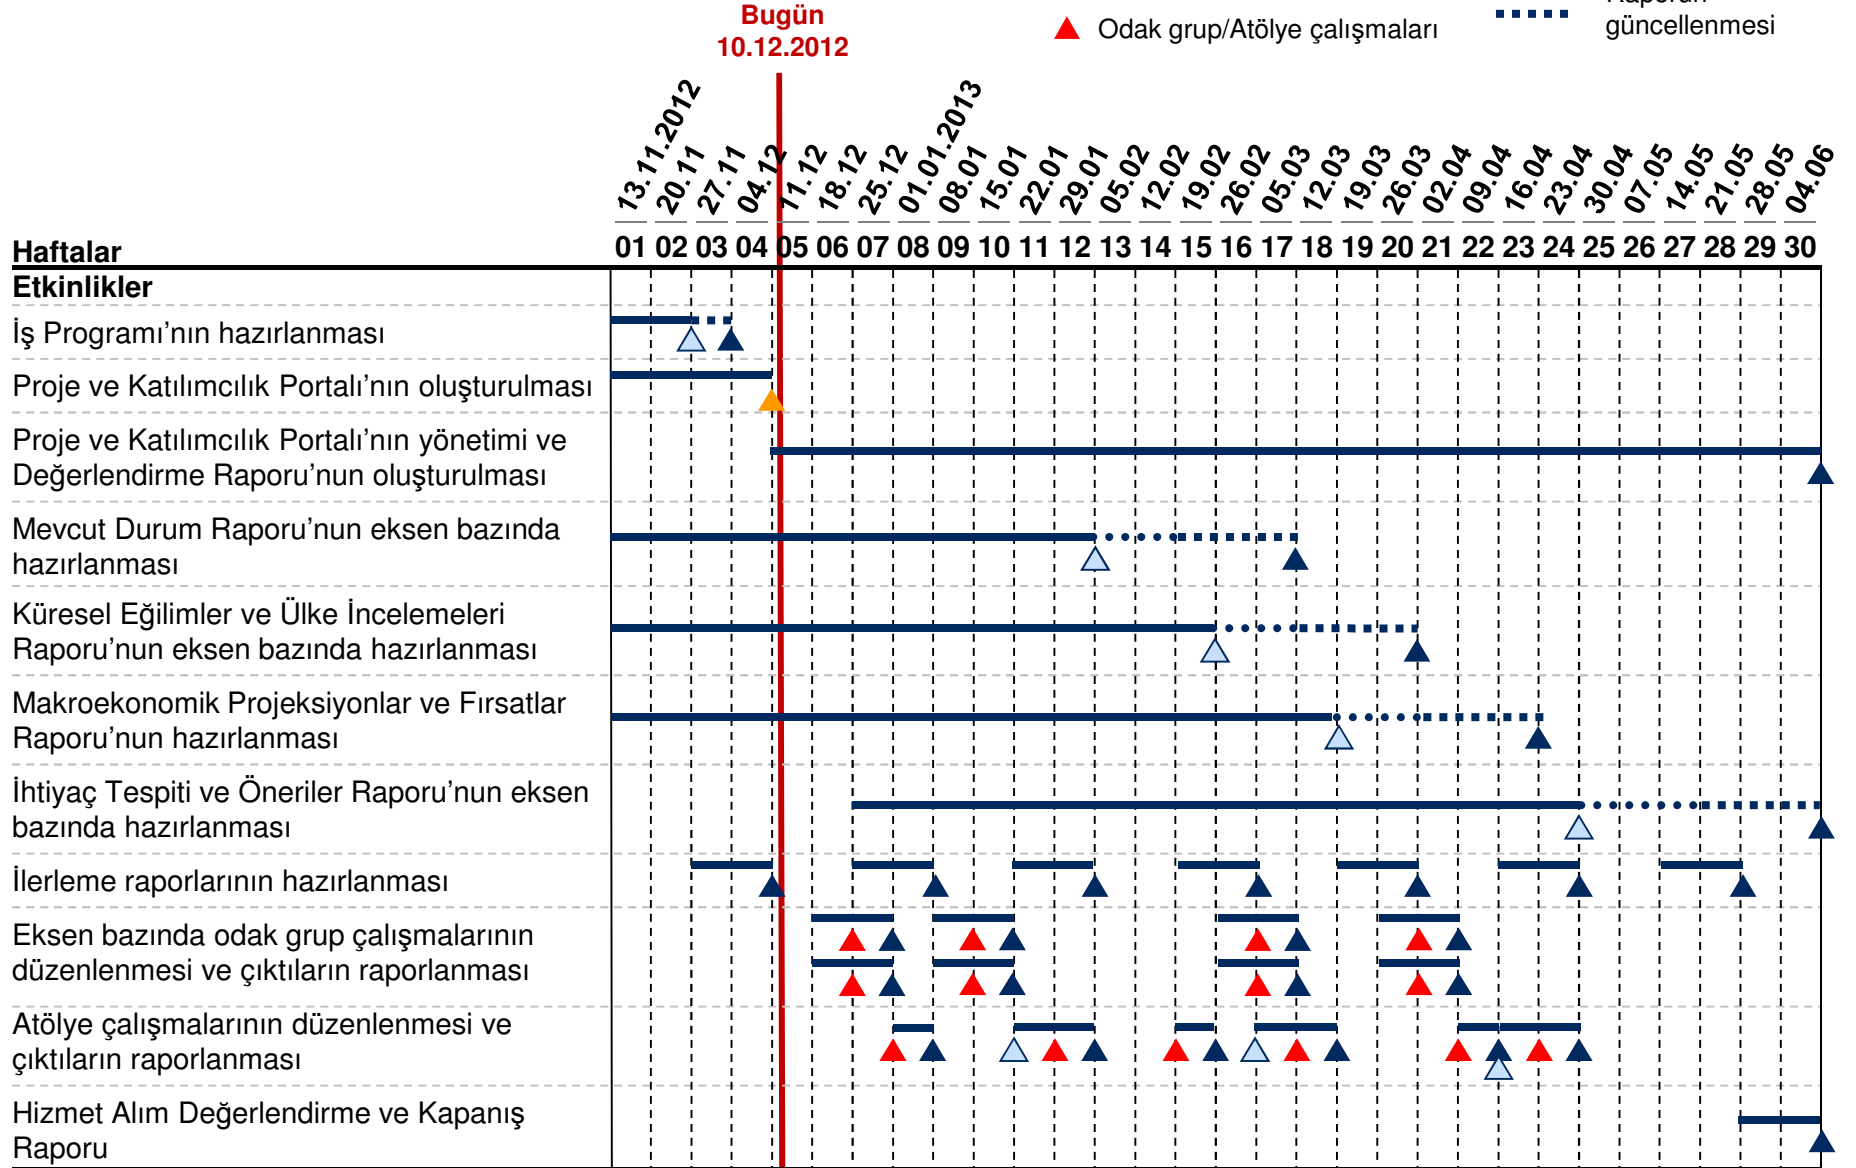 Bugün
10.12.2012
Odak grup/Atölye çalışmaları
güncellenmesi
13.11.2012 20.11 27.11 04.12 11.12 18.12 25.12 01.01.2013 08.01 15.01 22.01 29.01 05.02 12.02 19.02 26.02 05.03 12.03 19.03 26.03 02.04 09.04 16.04 23.04 30.04 07.05 14.05 21.05 28.05 04.06
Haftalar 01 02 03 04 05 06 07 08 09 10 11 12 13 14 15 16 17 18 19 20 21 22 23 24 25 26 27 28 29 30
Etkinlikler
İş Programı’nın hazırlanması
Proje ve Katılımcılık Portalı’nın oluşturulması
Proje ve Katılımcılık Portalı’nın yönetimi ve
Değerlendirme Raporu’nun oluşturulması
Mevcut Durum Raporu’nun eksen bazında
hazırlanması
Küresel Eğilimler ve Ülke İncelemeleri
Raporu’nun eksen bazında hazırlanması
Makroekonomik Projeksiyonlar ve Fırsatlar
Raporu’nun hazırlanması
İhtiyaç Tespiti ve Öneriler Raporu’nun eksen
bazında hazırlanması
İlerleme raporlarının hazırlanması
Eksen bazında odak grup çalışmalarının
düzenlenmesi ve çıktıların raporlanması
Atölye çalışmalarının düzenlenmesi ve
çıktıların raporlanması
Hizmet Alım Değerlendirme ve Kapanış
Raporu